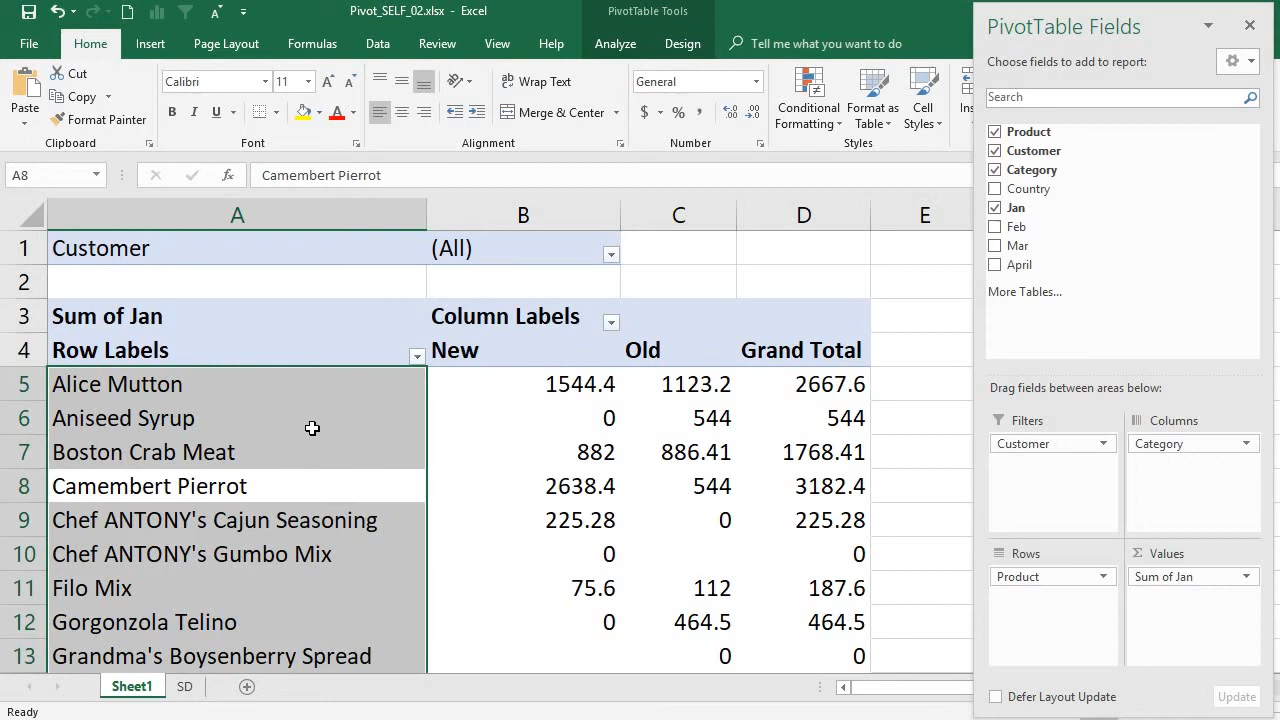 Pivot_SELF_02.xlsx - Excel
PivotTable Tools
File Home Insert Page Layout Formulas Data Review View Help Analyze Design Tell me what you want to do
Paste
Cut
Copy
Format Painter
Clipboard
Calibri 11
B I U
Font
Wrap Text
Merge & Center
Alignment
General
$ % ,
Number
Conditional Formatting
Format as Table
Cell Styles
Styles
Ins
A8 fx Camembert Pierrot
A B C D E
1 Customer (All)
2
3 Sum of Jan Column Labels
4 Row Labels New Old Grand Total
5 Alice Mutton 1544.4 1123.2 2667.6
6 Aniseed Syrup 0 544 544
7 Boston Crab Meat 882 886.41 1768.41
8 Camembert Pierrot 2638.4 544 3182.4
9 Chef ANTONY's Cajun Seasoning 225.28 0 225.28
10 Chef ANTONY's Gumbo Mix 0 0
11 Filo Mix 75.6 112 187.6
12 Gorgonzola Telino 0 464.5 464.5
13 Grandma's Boysenberry Spread 0 0
Sheet1 SD
Ready
PivotTable Fields
Choose fields to add to report:
Search
Product
Customer
Category
Country
Jan
Feb
Mar
April
More Tables...
Drag fields between areas below:
Filters
Customer
Columns
Category
Rows
Product
Σ Values
Sum of Jan
Defer Layout Update
Update